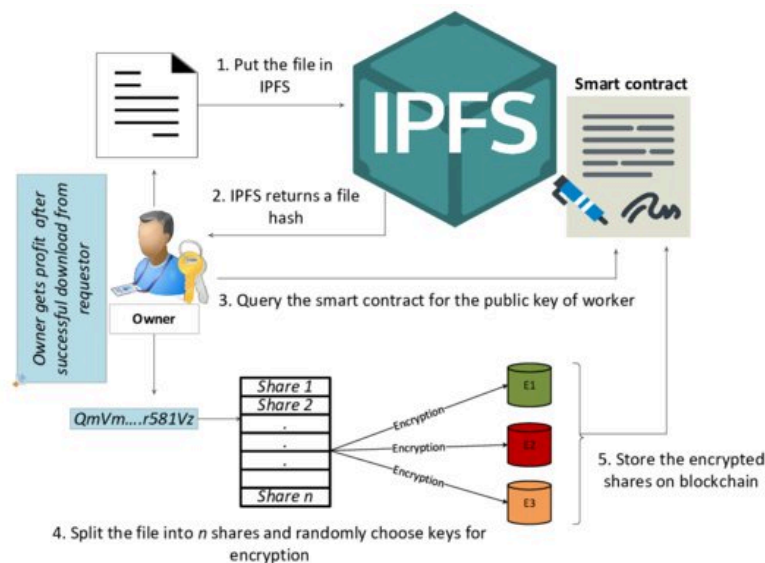 1. Put the file in
IPFS
IPFS
Smart contract
2. IPFS returns a file
hash
Owner gets profit after
successful download from
requestor
Owner
3. Query the smart contract for the public key of worker
QmVm....r581Vz
Share 1
Share 2
.
.
.
Share n
Encryption
Encryption
Encryption
E1
E2
E3
5. Store the encrypted
shares on blockchain
4. Split the file into n shares and randomly choose keys for
encryption